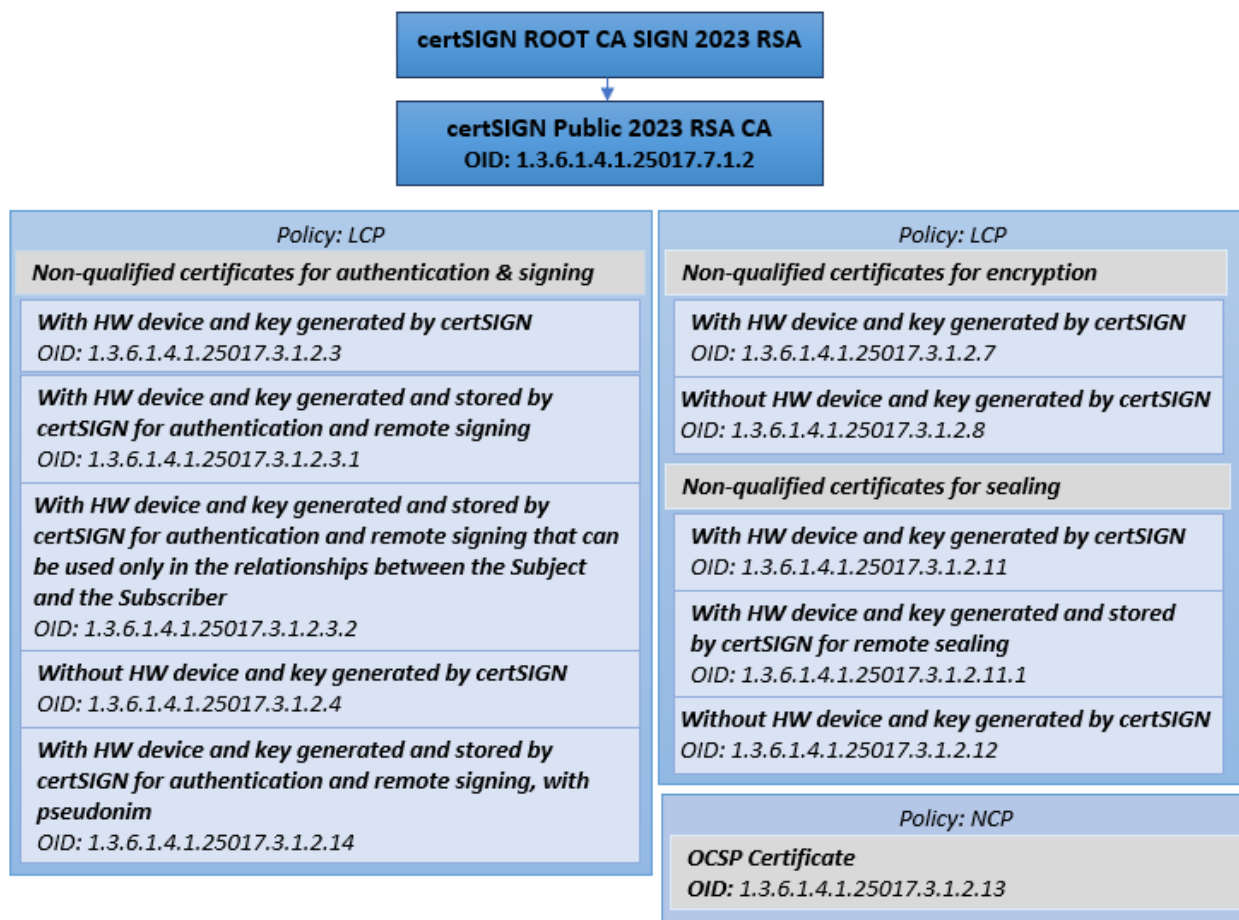 certSIGN ROOT CA SIGN 2023 RSA
certSIGN Public 2023 RSA CA
OID: 1.3.6.1.4.1.25017.7.1.2
Policy: LCP
Non-qualified certificates for authentication & signing
With HW device and key generated by certSIGN
OID: 1.3.6.1.4.1.25017.3.1.2.3
With HW device and key generated and stored by
certSIGN for authentication and remote signing
OID: 1.3.6.1.4.1.25017.3.1.2.3.1
With HW device and key generated and stored by
certSIGN for authentication and remote signing that can
be used only in the relationships between the Subject
and the Subscriber
OID: 1.3.6.1.4.1.25017.3.1.2.3.2
Without HW device and key generated by certSIGN
OID: 1.3.6.1.4.1.25017.3.1.2.4
With HW device and key generated and stored by
certSIGN for authentication and remote signing, with
pseudonim
OID: 1.3.6.1.4.1.25017.3.1.2.14
Policy: LCP
Non-qualified certificates for encryption
With HW device and key generated by certSIGN
OID: 1.3.6.1.4.1.25017.3.1.2.7
Without HW device and key generated by certSIGN
OID: 1.3.6.1.4.1.25017.3.1.2.8
Non-qualified certificates for sealing
With HW device and key generated by certSIGN
OID: 1.3.6.1.4.1.25017.3.1.2.11
With HW device and key generated and stored
by certSIGN for remote sealing
OID: 1.3.6.1.4.1.25017.3.1.2.11.1
Without HW device and key generated by certSIGN
OID: 1.3.6.1.4.1.25017.3.1.2.12
Policy: NCP
OCSP Certificate
OID: 1.3.6.1.4.1.25017.3.1.2.13